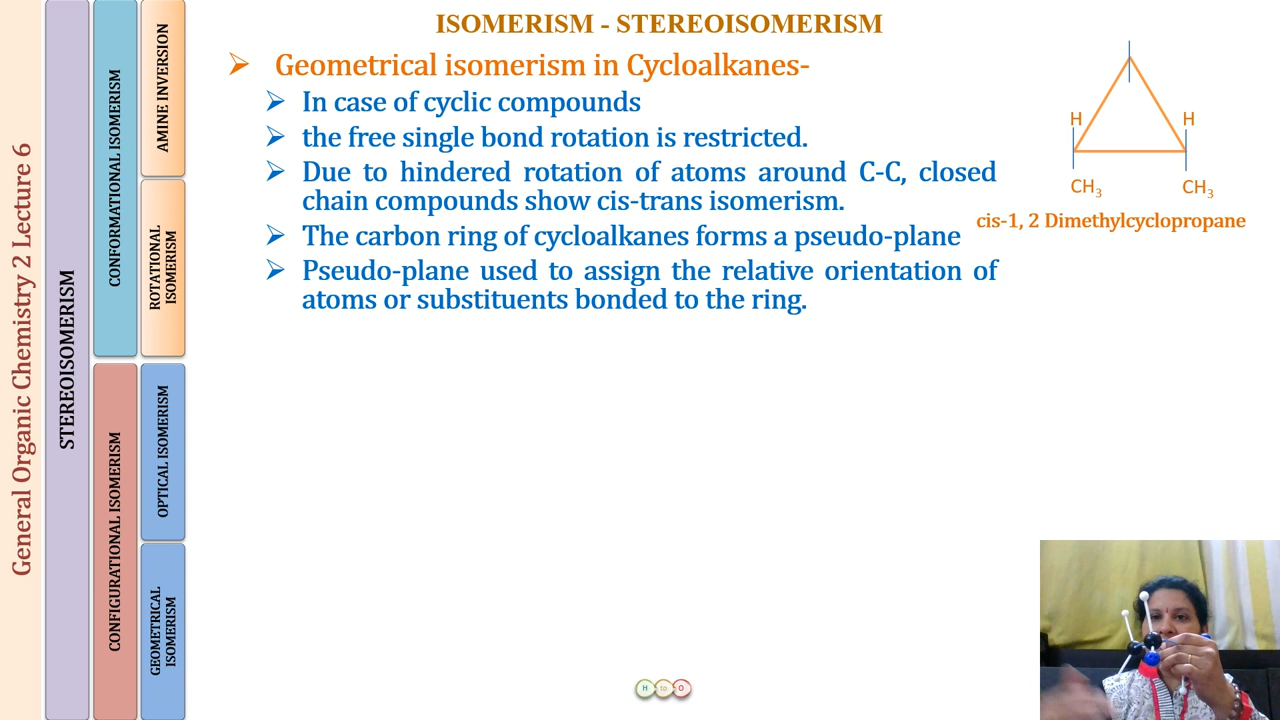 ISOMERISM - STEREOISOMERISM
General Organic Chemistry 2 Lecture 6
STEREOISOMERISM
CONFORMATIONAL ISOMERISM
CONFIGURATIONAL ISOMERISM
AMINE INVERSION
ROTATIONAL
ISOMERISM
OPTICAL ISOMERISM
GEOMETRICAL
ISOMERISM
Geometrical isomerism in Cycloalkanes-
In case of cyclic compounds
the free single bond rotation is restricted.
Due to hindered rotation of atoms around C-C, closed
chain compounds show cis-trans isomerism.
The carbon ring of cycloalkanes forms a pseudo-plane
Pseudo-plane used to assign the relative orientation of
atoms or substituents bonded to the ring.
H H
CH₃ CH₃
cis-1, 2 Dimethylcyclopropane
H to O